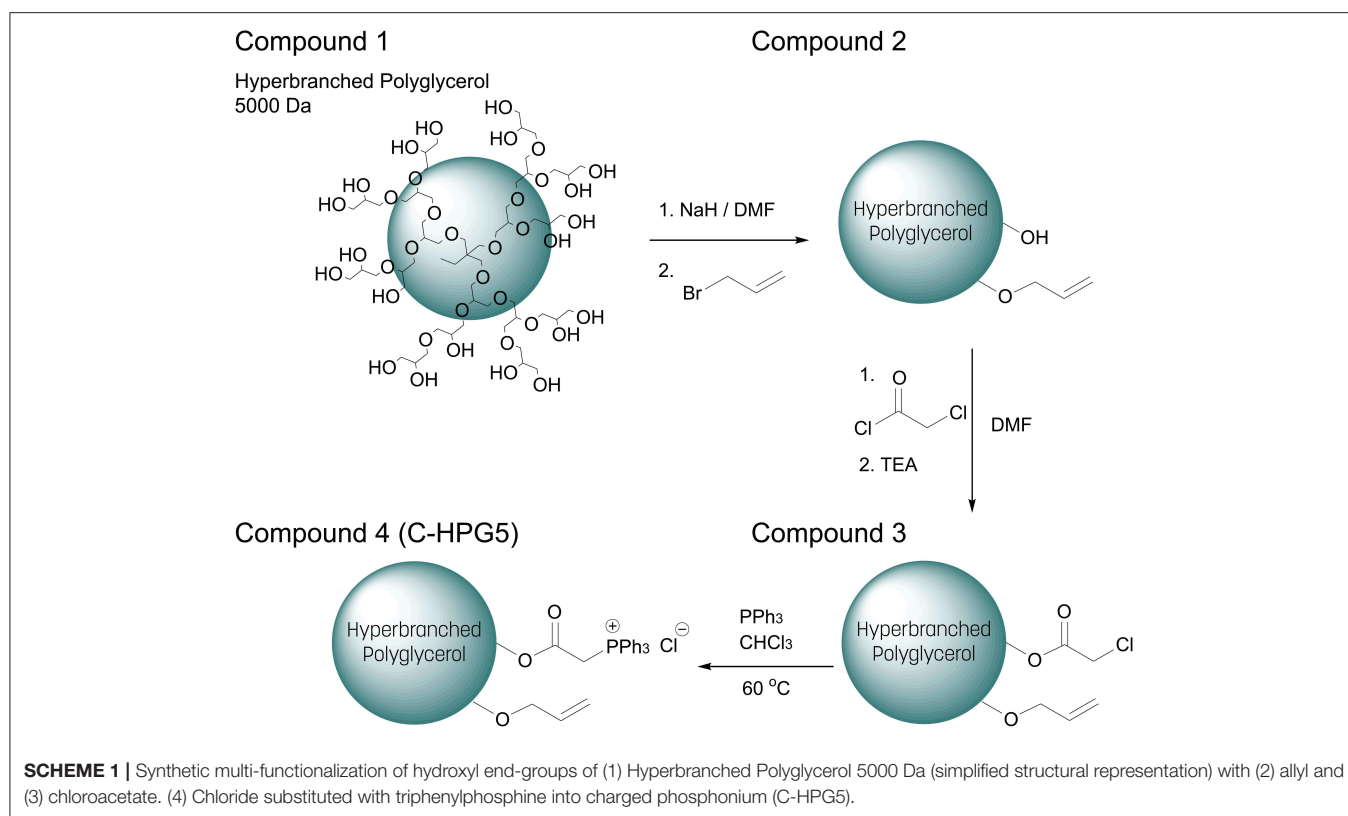 Compound 1
Hyperbranched Polyglycerol
5000 Da
HO
HO
HO
HO
HO
HO
HO
HO
HO
O
O
O
O
O
O
O
O
O
O
O
OH
OH
OH
OH
O
O
O
O
O
OH
HO
OH
O
O
OH
OH
HO
OH
1. NaH / DMF
2.
Br
Compound 2
Hyperbranched
Polyglycerol
OH
O
1.
O
Cl
Cl
2. TEA
DMF
Compound 3
Hyperbranched
Polyglycerol
O
O
Cl
O
PPh3
CHCl3
60 °C
Compound 4 (C-HPG5)
Hyperbranched
Polyglycerol
O
O
⊕
PPh3 Cl⊖
O
SCHEME 1 | Synthetic multi-functionalization of hydroxyl end-groups of (1) Hyperbranched Polyglycerol 5000 Da (simplified structural representation) with (2) allyl and
(3) chloroacetate. (4) Chloride substituted with triphenylphosphine into charged phosphonium (C-HPG5).